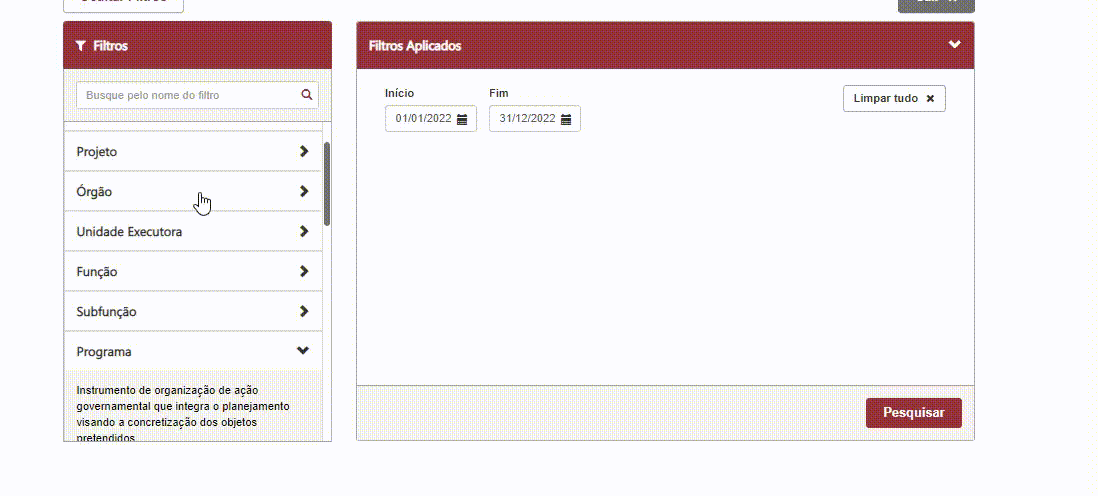 Filtros
Busque pelo nome do filtro
Projeto
Órgão
Unidade Executora
Função
Subfunção
Programa
Instrumento de organização de ação
governamental que integra o planejamento
visando a concretização dos objetos
pretendidos
Filtros Aplicados
Início
Fim
01/01/2022
31/12/2022
Limpar tudo
Pesquisar